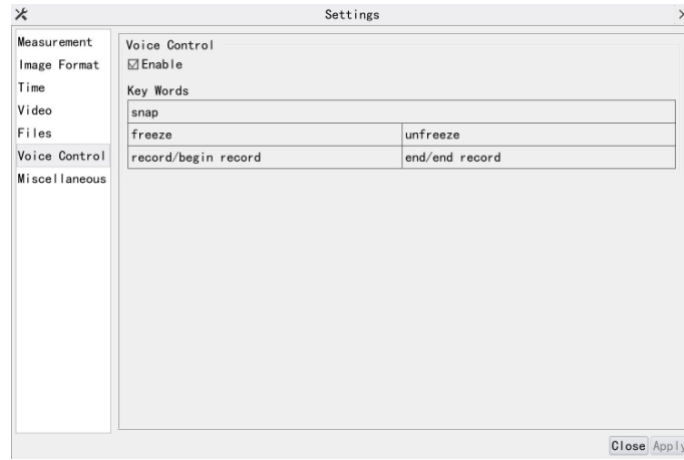 Settings
Measurement
Image Format
Time
Video
Files
Voice Control
Miscellaneous
Voice Control
Enable
Key Words
snap
freeze unfreeze
record/begin record end/end record
Close Apply